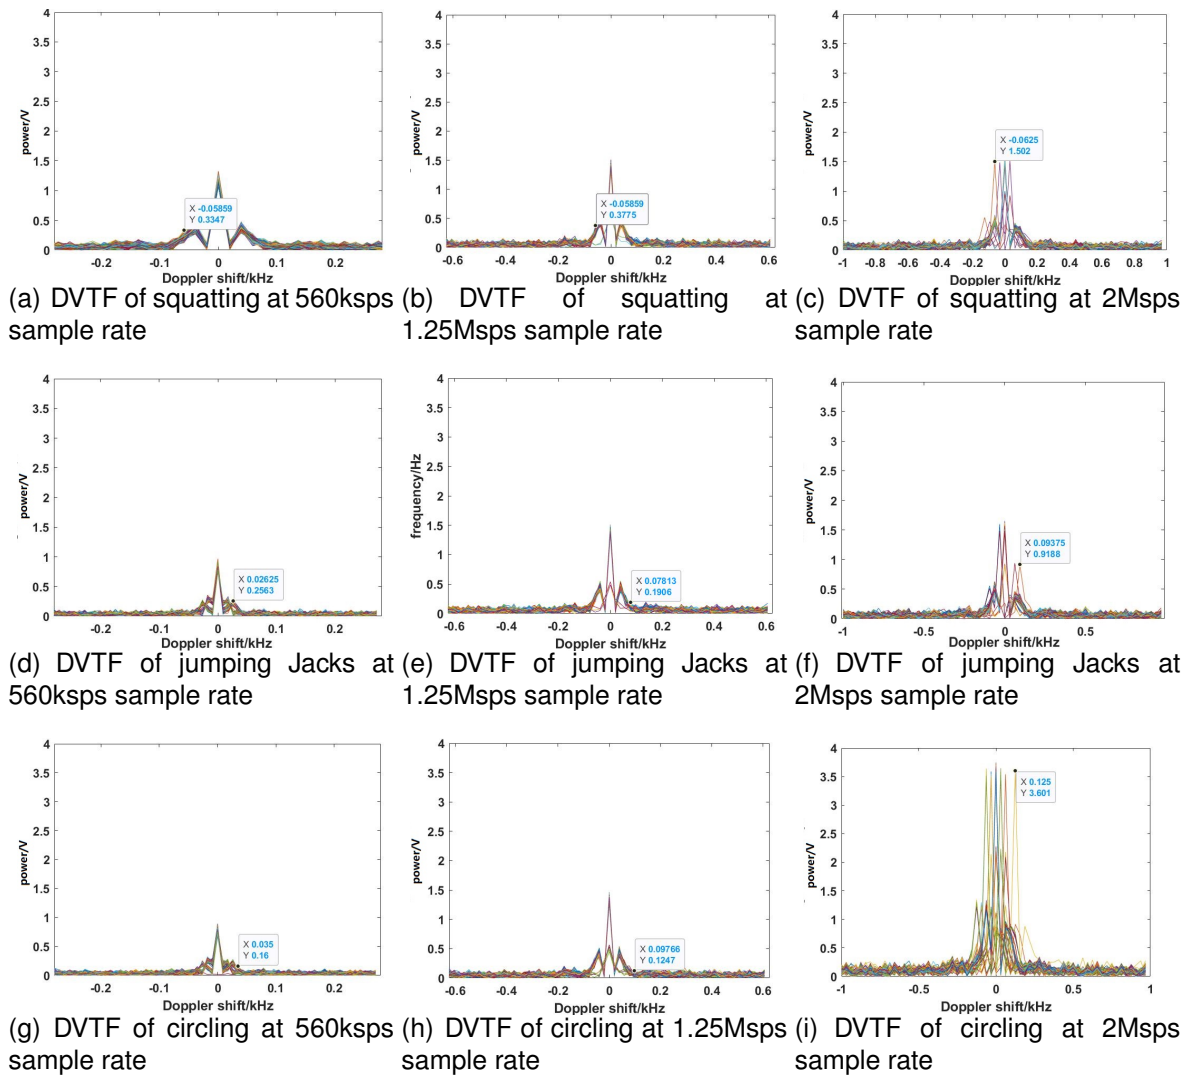 4
3.5
3
2.5
2
1.5
1
0.5
0
power/V
X -0.05859
Y 0.3347
-0.2 -0.1 0 0.1 0.2
Doppler shift/kHz
(a) DVTF of squatting at 560ksps
sample rate
4
3.5
3
2.5
2
1.5
1
0.5
0
power/V
X -0.05859
Y 0.3775
-0.6 -0.4 -0.2 0 0.2 0.4 0.6
Doppler shift/kHz
(b) DVTF of squatting at
1.25Msps sample rate
4
3.5
3
2.5
2
1.5
1
0.5
0
power/V
X -0.0625
Y 1.502
-1 -0.8 -0.6 -0.4 -0.2 0 0.2 0.4 0.6 0.8 1
Doppler shift/kHz
(c) DVTF of squatting at 2Msps
sample rate
4
3.5
3
2.5
2
1.5
1
0.5
0
power/V
X 0.02625
Y 0.2563
-0.2 -0.1 0 0.1 0.2
Doppler shift/kHz
(d) DVTF of jumping Jacks at
560ksps sample rate
4
3.5
3
2.5
2
1.5
1
0.5
0
frequency/Hz
X 0.07813
Y 0.1906
-0.6 -0.4 -0.2 0 0.2 0.4 0.6
Doppler shift/kHz
(e) DVTF of jumping Jacks at
1.25Msps sample rate
4
3.5
3
2.5
2
1.5
1
0.5
0
power/V
X 0.09375
Y 0.9188
-1 -0.5 0 0.5
Doppler shift/kHz
(f) DVTF of jumping Jacks at
2Msps sample rate
4
3.5
3
2.5
2
1.5
1
0.5
0
power/V
X 0.035
Y 0.16
-0.2 -0.1 0 0.1 0.2
Doppler shift/kHz
(g) DVTF of circling at 560ksps
sample rate
4
3.5
3
2.5
2
1.5
1
0.5
0
power/V
X 0.09766
Y 0.1247
-0.6 -0.4 -0.2 0 0.2 0.4 0.6
Doppler shift/kHz
(h) DVTF of circling at 1.25Msps
sample rate
4
3.5
3
2.5
2
1.5
1
0.5
0
power/V
X 0.125
Y 3.601
-1 -0.5 0 0.5 1
Doppler shift/kHz
(i) DVTF of circling at 2Msps
sample rate